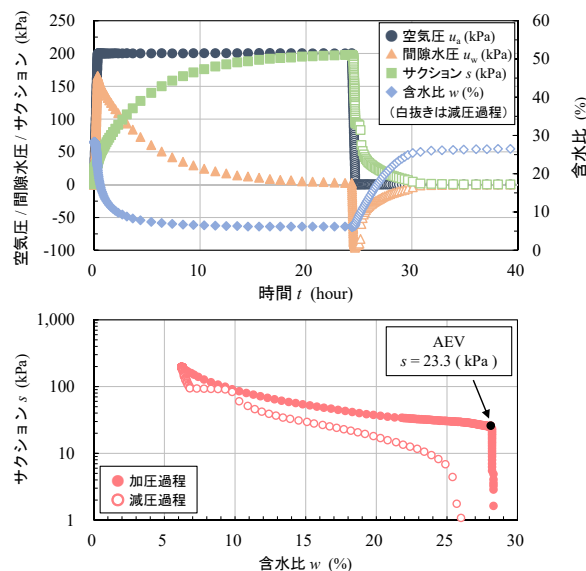 空気圧 / 間隙水圧 / サクション (kPa)
250
200
150
100
50
0
-50
-100
空気圧 ua (kPa)
間隙水圧 uw (kPa)
サクション s (kPa)
含水比 w (%)
(白抜きは減圧過程)
60
50
40
30
20
10
0
含水比 (%)
0 10 20 30 40
時間 t (hour)
サクション s (kPa)
1,000
100
10
1
AEV
s = 23.3 ( kPa )
加圧過程
減圧過程
0 5 10 15 20 25 30
含水比 w (%)